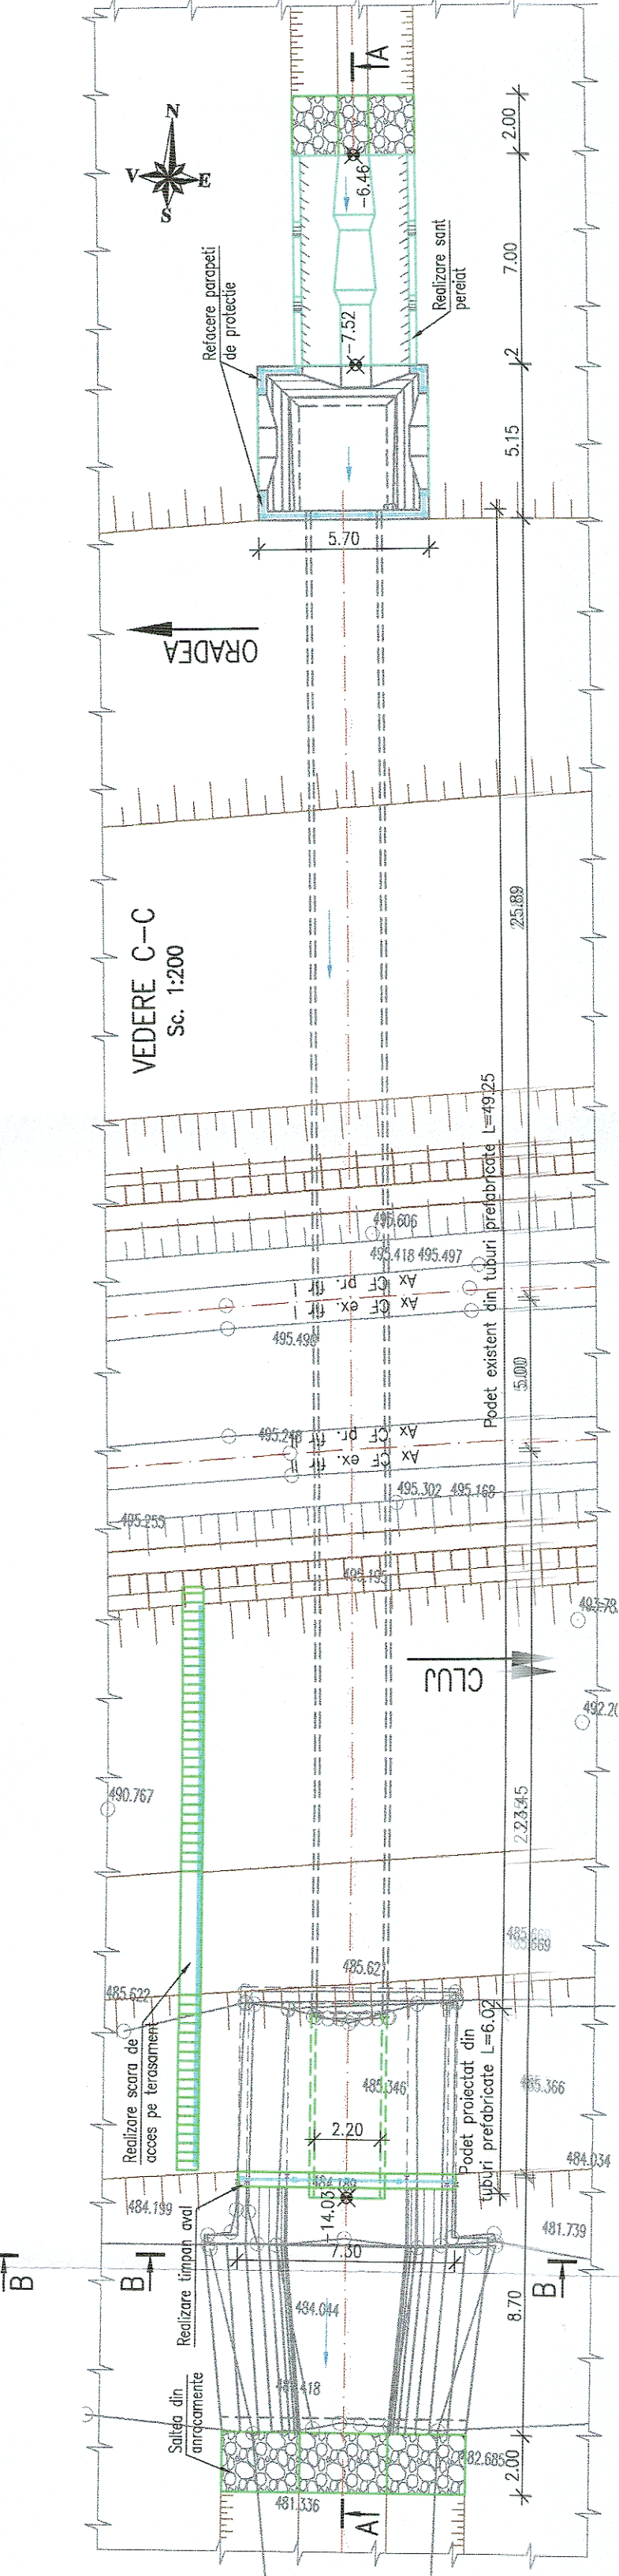 A
N
V
E
S
2.00
-6.46
7.00
Realizare sant
pereiat
Refacere parapeti
de protectie
-7.52
2
5.15
5.70
ORADEA
VEDERE C-C
Sc. 1:200
25.89
Podet existent din tuburi prefabricate L=49.25
495.606
495.418 495.497
Ax CF pr. fir I
Ax CF ex. fir I
495.496
5.00
Ax CF pr. fir II
Ax CF ex. fir II
495.302 495.168
495.255
495.195
CLUJ
492.20
490.767
485.669
485.622
485.62
Realizare scara de
acces pe terasament
Podet proiectat din
tuburi prefabricate L=6.02
485.346
485.366
2.20
484.034
484.189
484.199
-14.03
Realizare timpan aval
7.30
481.739
B
B
B
8.70
484.044
Saltea din
anrocamente
482.685
2.00
481.336
A